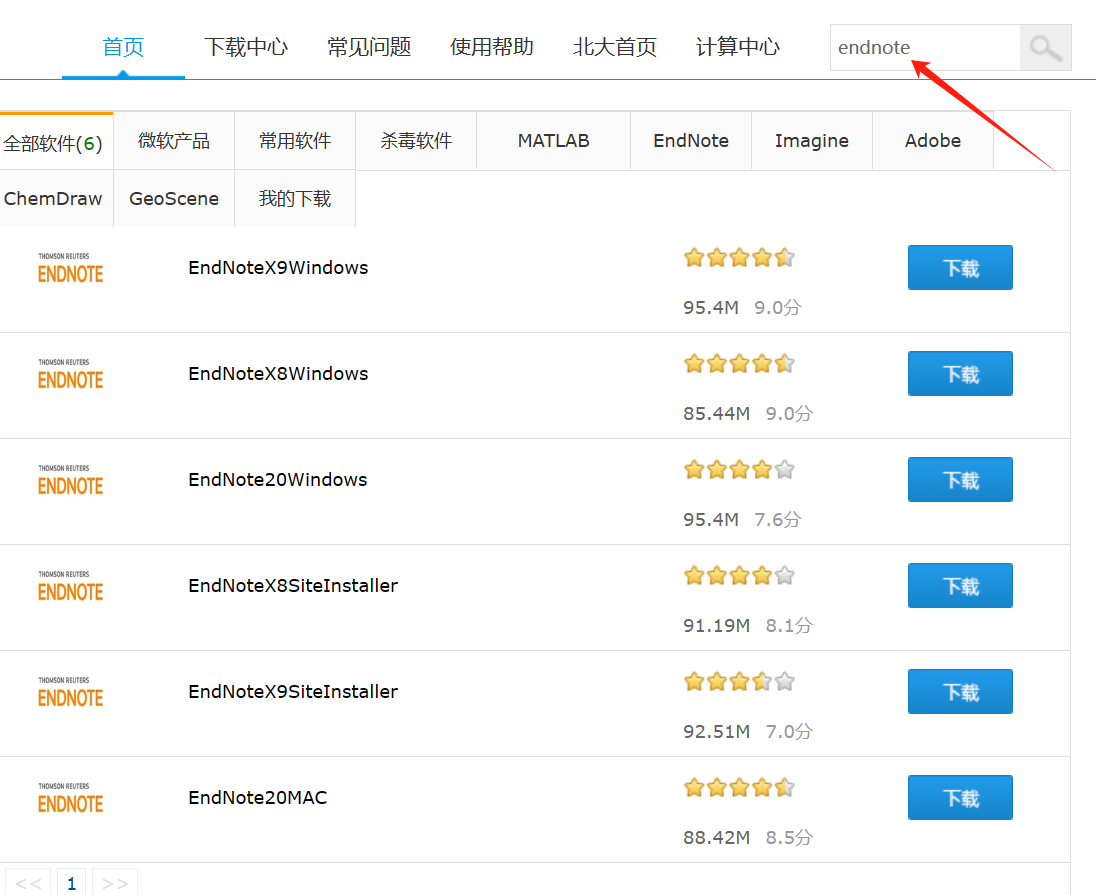 首页 下载中心 常见问题 使用帮助 北大首页 计算中心 endnote
全部软件(6) 微软产品 常用软件 杀毒软件 MATLAB EndNote Imagine Adobe
ChemDraw GeoScene 我的下载
THOMSON REUTERS
ENDNOTE
EndNoteX9Windows
95.4M 9.0分
下载
THOMSON REUTERS
ENDNOTE
EndNoteX8Windows
85.44M 9.0分
下载
THOMSON REUTERS
ENDNOTE
EndNote20Windows
95.4M 7.6分
下载
THOMSON REUTERS
ENDNOTE
EndNoteX8SiteInstaller
91.19M 8.1分
下载
THOMSON REUTERS
ENDNOTE
EndNoteX9SiteInstaller
92.51M 7.0分
下载
THOMSON REUTERS
ENDNOTE
EndNote20MAC
88.42M 8.5分
下载
<< 1 >>